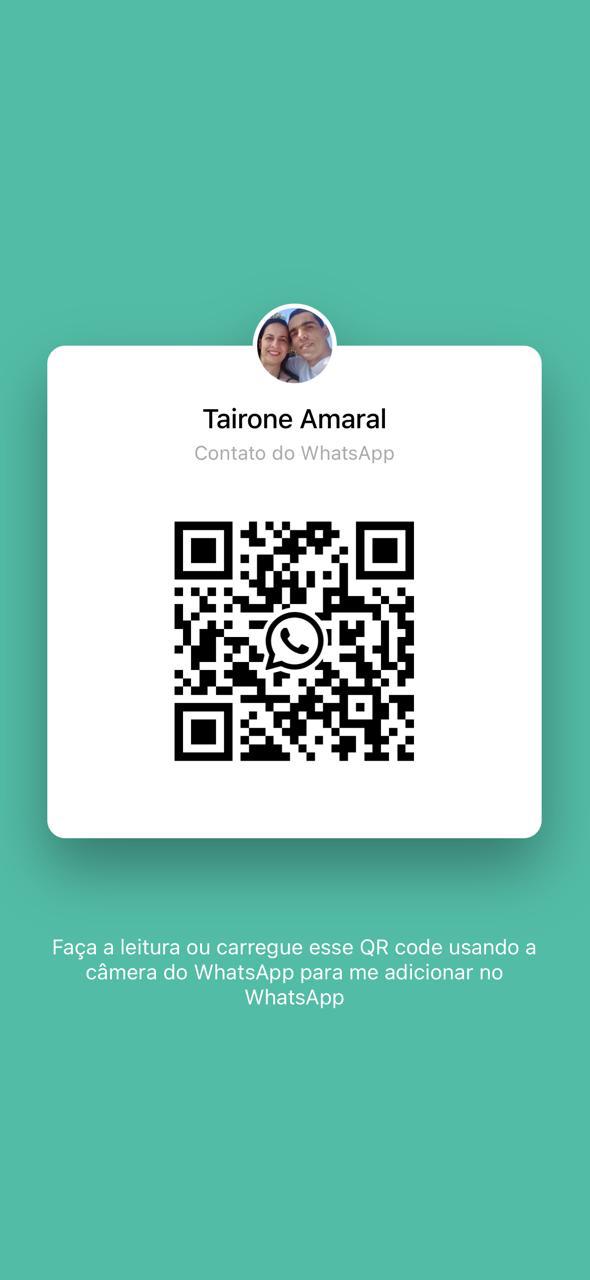 Tairone Amaral
Contato do WhatsApp
Faça a leitura ou carregue esse QR code usando a
câmera do WhatsApp para me adicionar no
WhatsApp